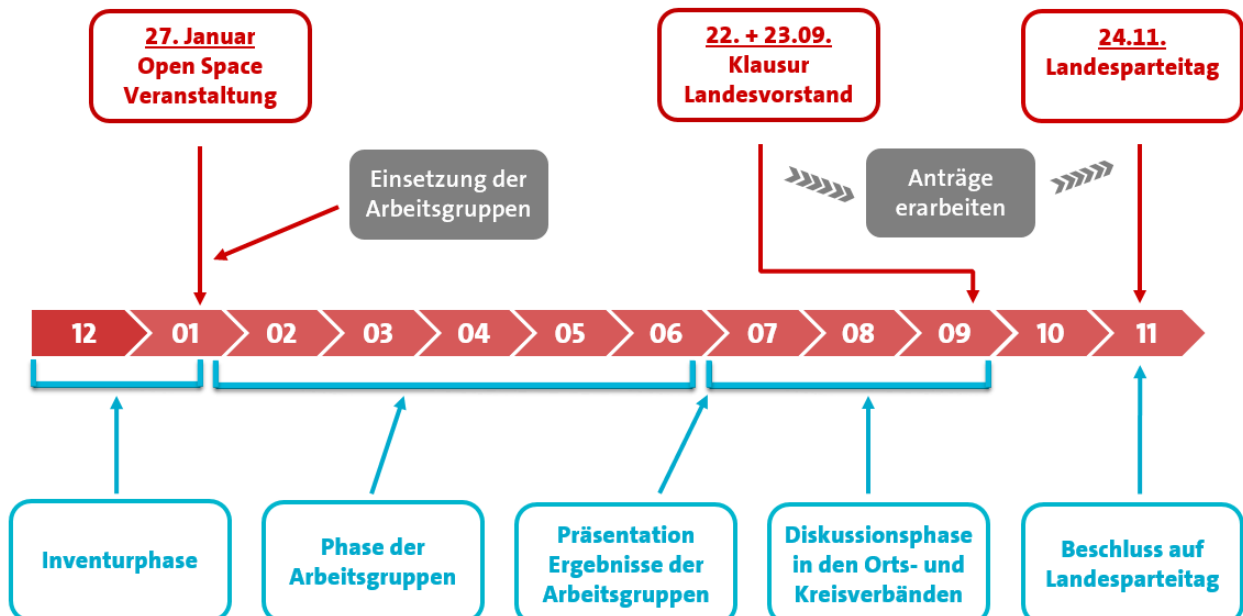 27. Januar
Open Space
Veranstaltung
22. + 23.09.
Klausur
Landesvorstand
24.11.
Landesparteitag
Einsetzung der
Arbeitsgruppen
Anträge
erarbeiten
12 01 02 03 04 05 06 07 08 09 10 11
Inventurphase
Phase der
Arbeitsgruppen
Präsentation
Ergebnisse der
Arbeitsgruppen
Diskussionsphase
in den Orts- und
Kreisverbänden
Beschluss auf
Landesparteitag